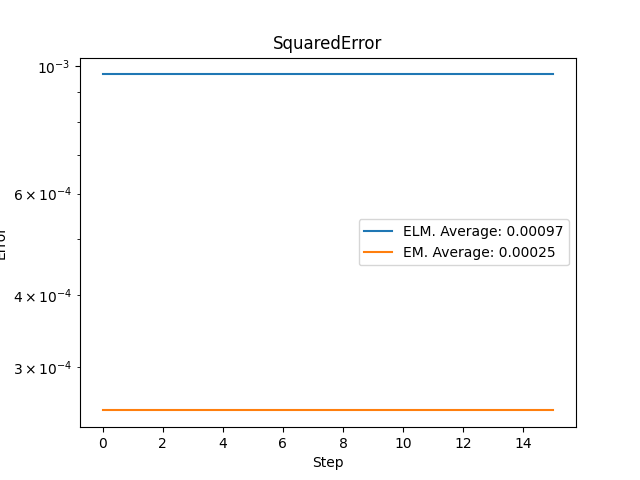 SquaredError
10⁻³
6 × 10⁻⁴
4 × 10⁻⁴
3 × 10⁻⁴
Error
ELM. Average: 0.00097
EM. Average: 0.00025
0 2 4 6 8 10 12 14
Step